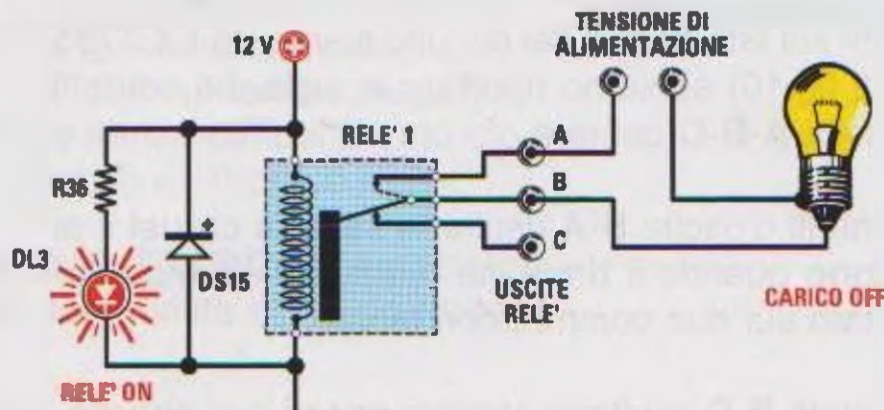 TENSIONE DI
ALIMENTAZIONE
12 V
RELE' 1
A
B
C
R36
DL3
DS15
USCITE
RELE'
CARICO OFF
RELE' ON